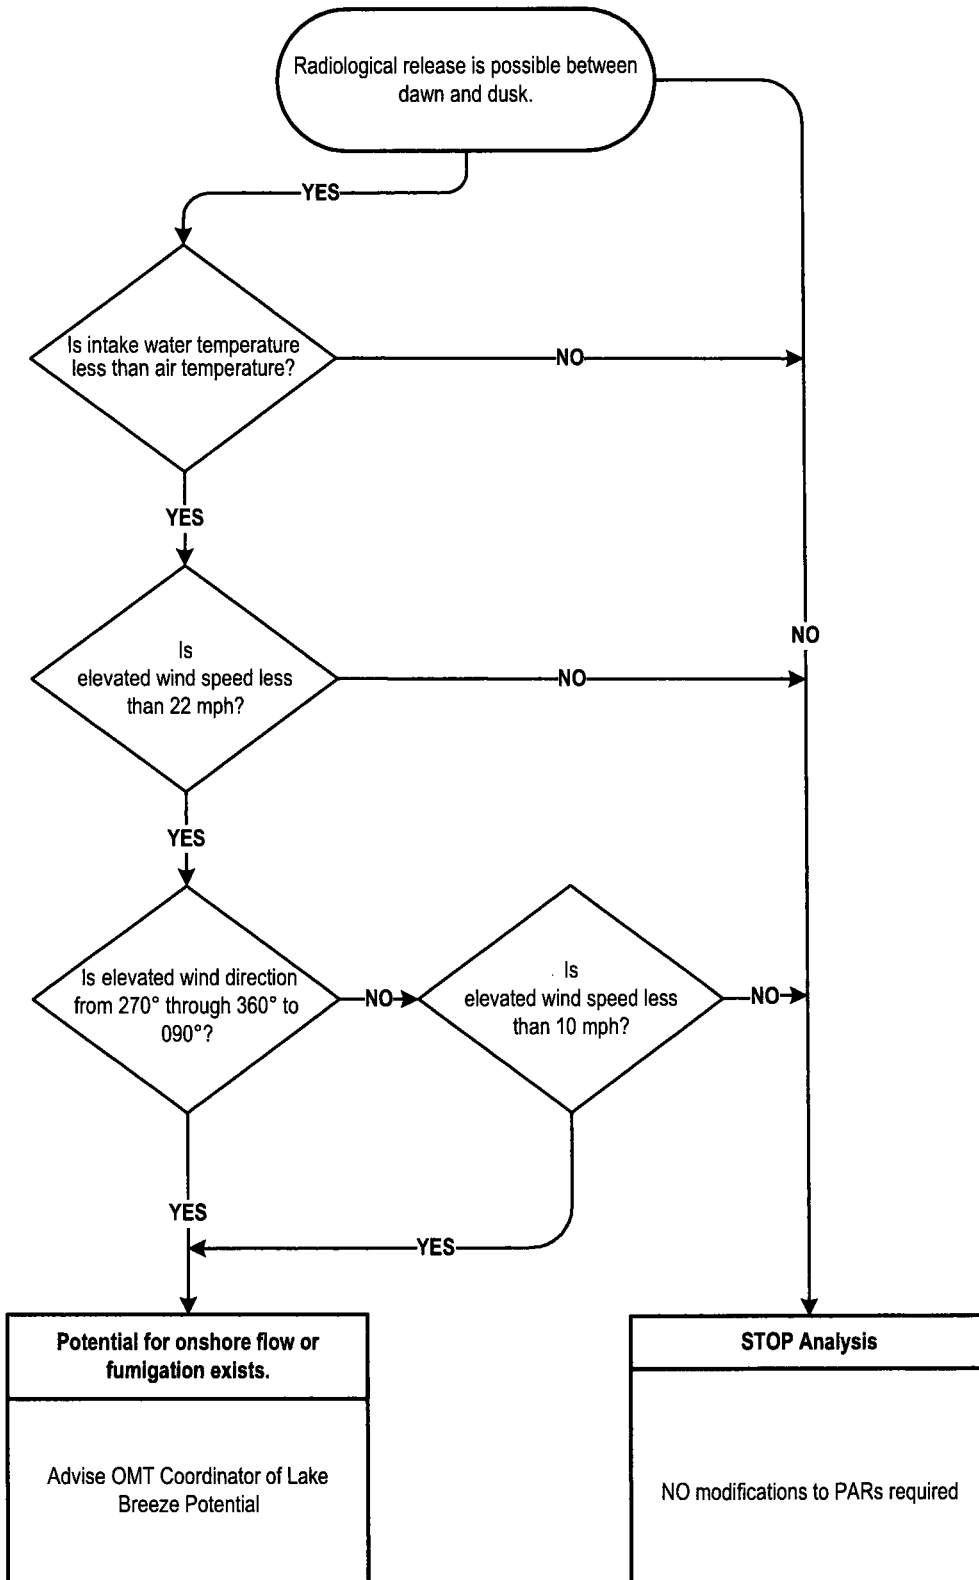 Radiological release is possible between
dawn and dusk.
YES
Is intake water temperature
less than air temperature?
NO
YES
Is
elevated wind speed less
than 22 mph?
NO
NO
YES
Is elevated wind direction
from 270° through 360° to
090°?
NO
Is
elevated wind speed less
than 10 mph?
NO
YES
YES
Potential for onshore flow or
fumigation exists.
Advise OMT Coordinator of Lake
Breeze Potential
STOP Analysis
NO modifications to PARs required